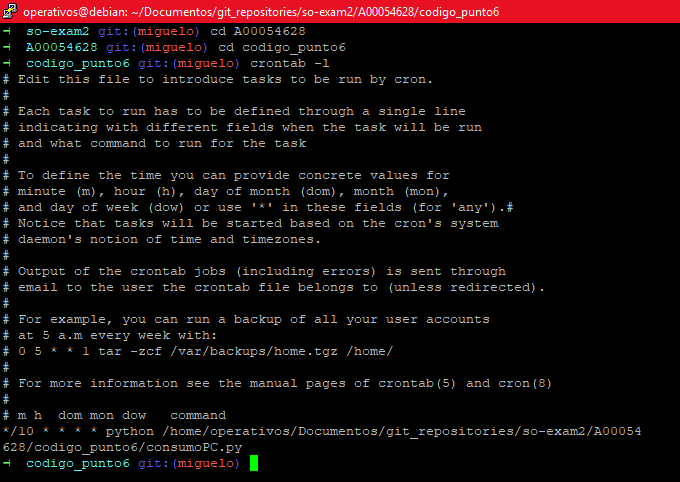 operativos@debian: ~/Documentos/git_repositories/so-exam2/A00054628/codigo_punto6
so-exam2 git:(miguelo) cd A00054628
A00054628 git:(miguelo) cd codigo_punto6
codigo_punto6 git:(miguelo) crontab -l
# Edit this file to introduce tasks to be run by cron.
#
# Each task to run has to be defined through a single line
# indicating with different fields when the task will be run
# and what command to run for the task
#
# To define the time you can provide concrete values for
# minute (m), hour (h), day of month (dom), month (mon),
# and day of week (dow) or use '*' in these fields (for 'any').#
# Notice that tasks will be started based on the cron's system
# daemon's notion of time and timezones.
#
# Output of the crontab jobs (including errors) is sent through
# email to the user the crontab file belongs to (unless redirected).
#
# For example, you can run a backup of all your user accounts
# at 5 a.m every week with:
# 0 5 * * 1 tar -zcf /var/backups/home.tgz /home/
#
# For more information see the manual pages of crontab(5) and cron(8)
#
# m h  dom mon dow   command
*/10 * * * * python /home/operativos/Documentos/git_repositories/so-exam2/A00054
628/codigo_punto6/consumoPC.py
codigo_punto6 git:(miguelo)